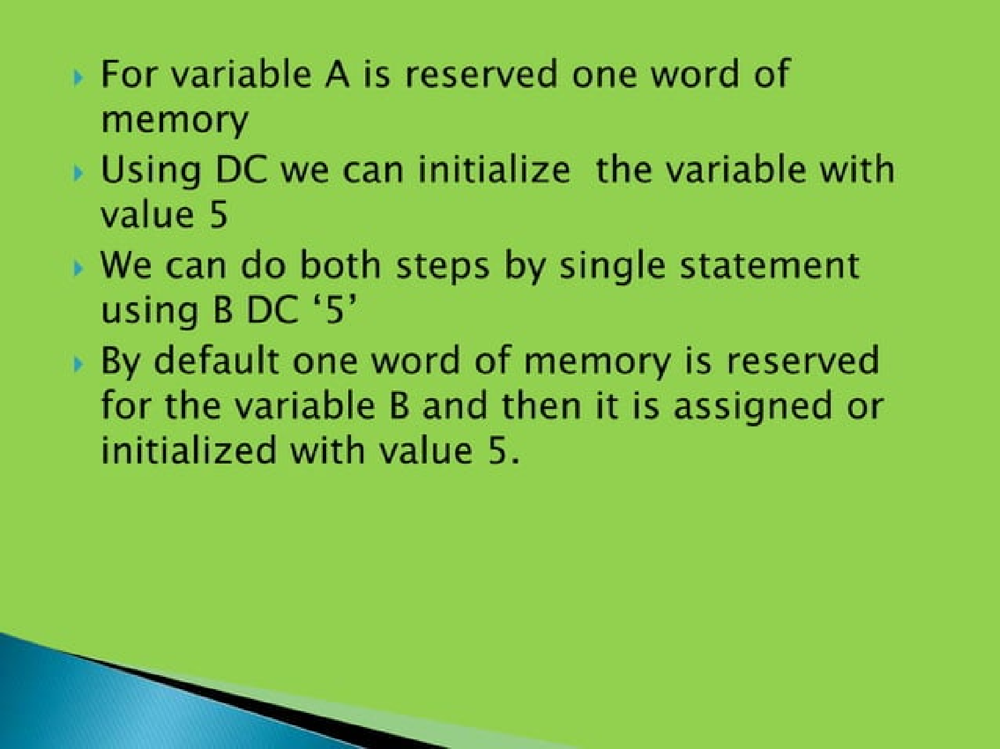 For variable A is reserved one word of
memory
Using DC we can initialize the variable with
value 5
We can do both steps by single statement
using B DC ‘5’
By default one word of memory is reserved
for the variable B and then it is assigned or
initialized with value 5.